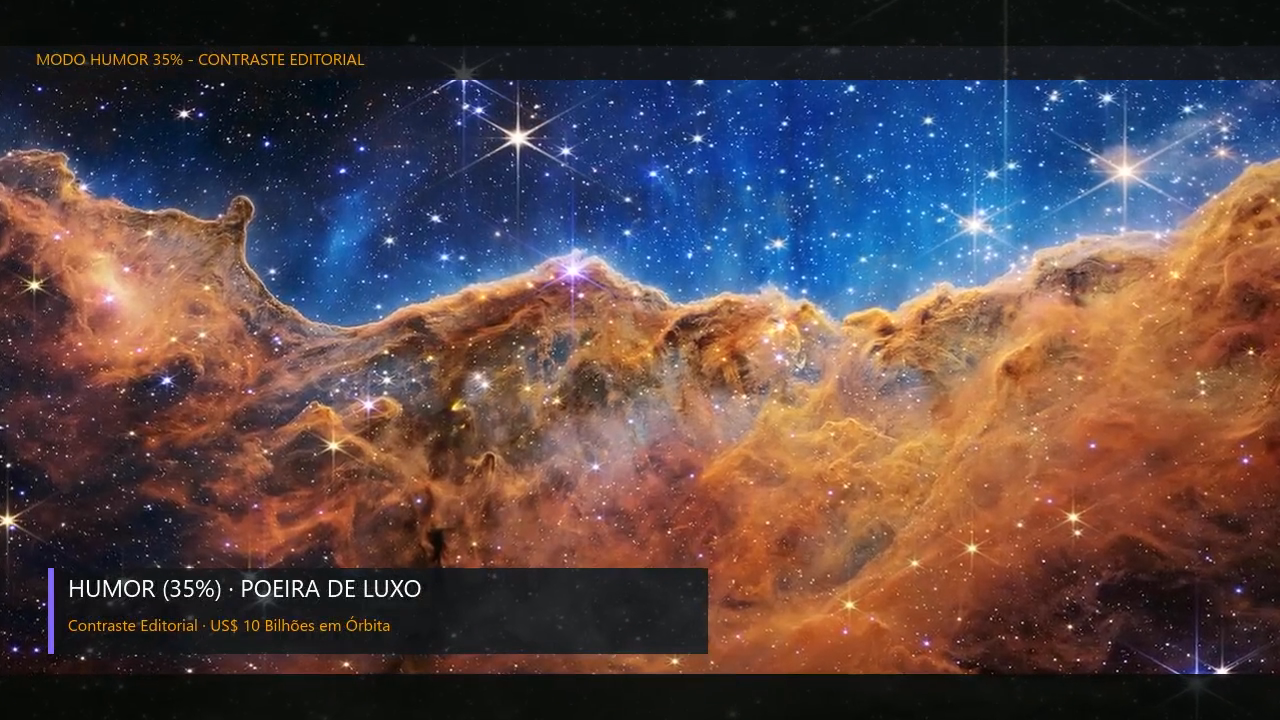 MODO HUMOR 35% - CONTRASTE EDITORIAL
HUMOR (35%) · POEIRA DE LUXO
Contraste Editorial · US$ 10 Bilhões em Órbita